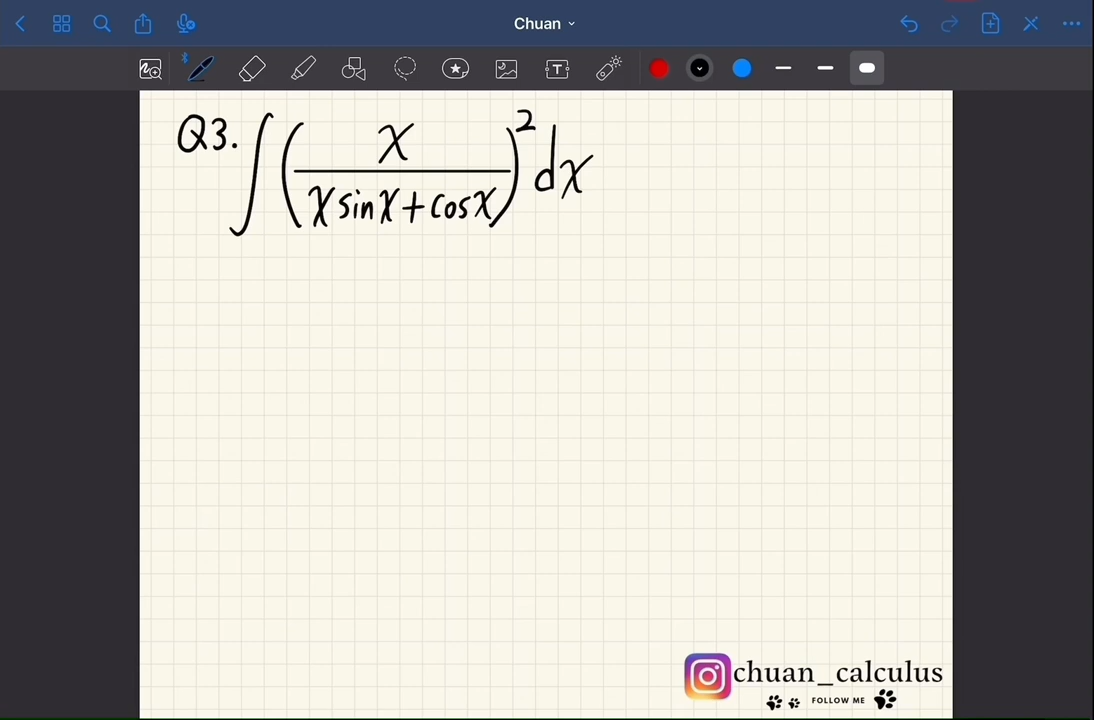 Chuan
T
Q3. ∫ (x / (x sin x + cos x))² dx
chuan_calculus
FOLLOW ME